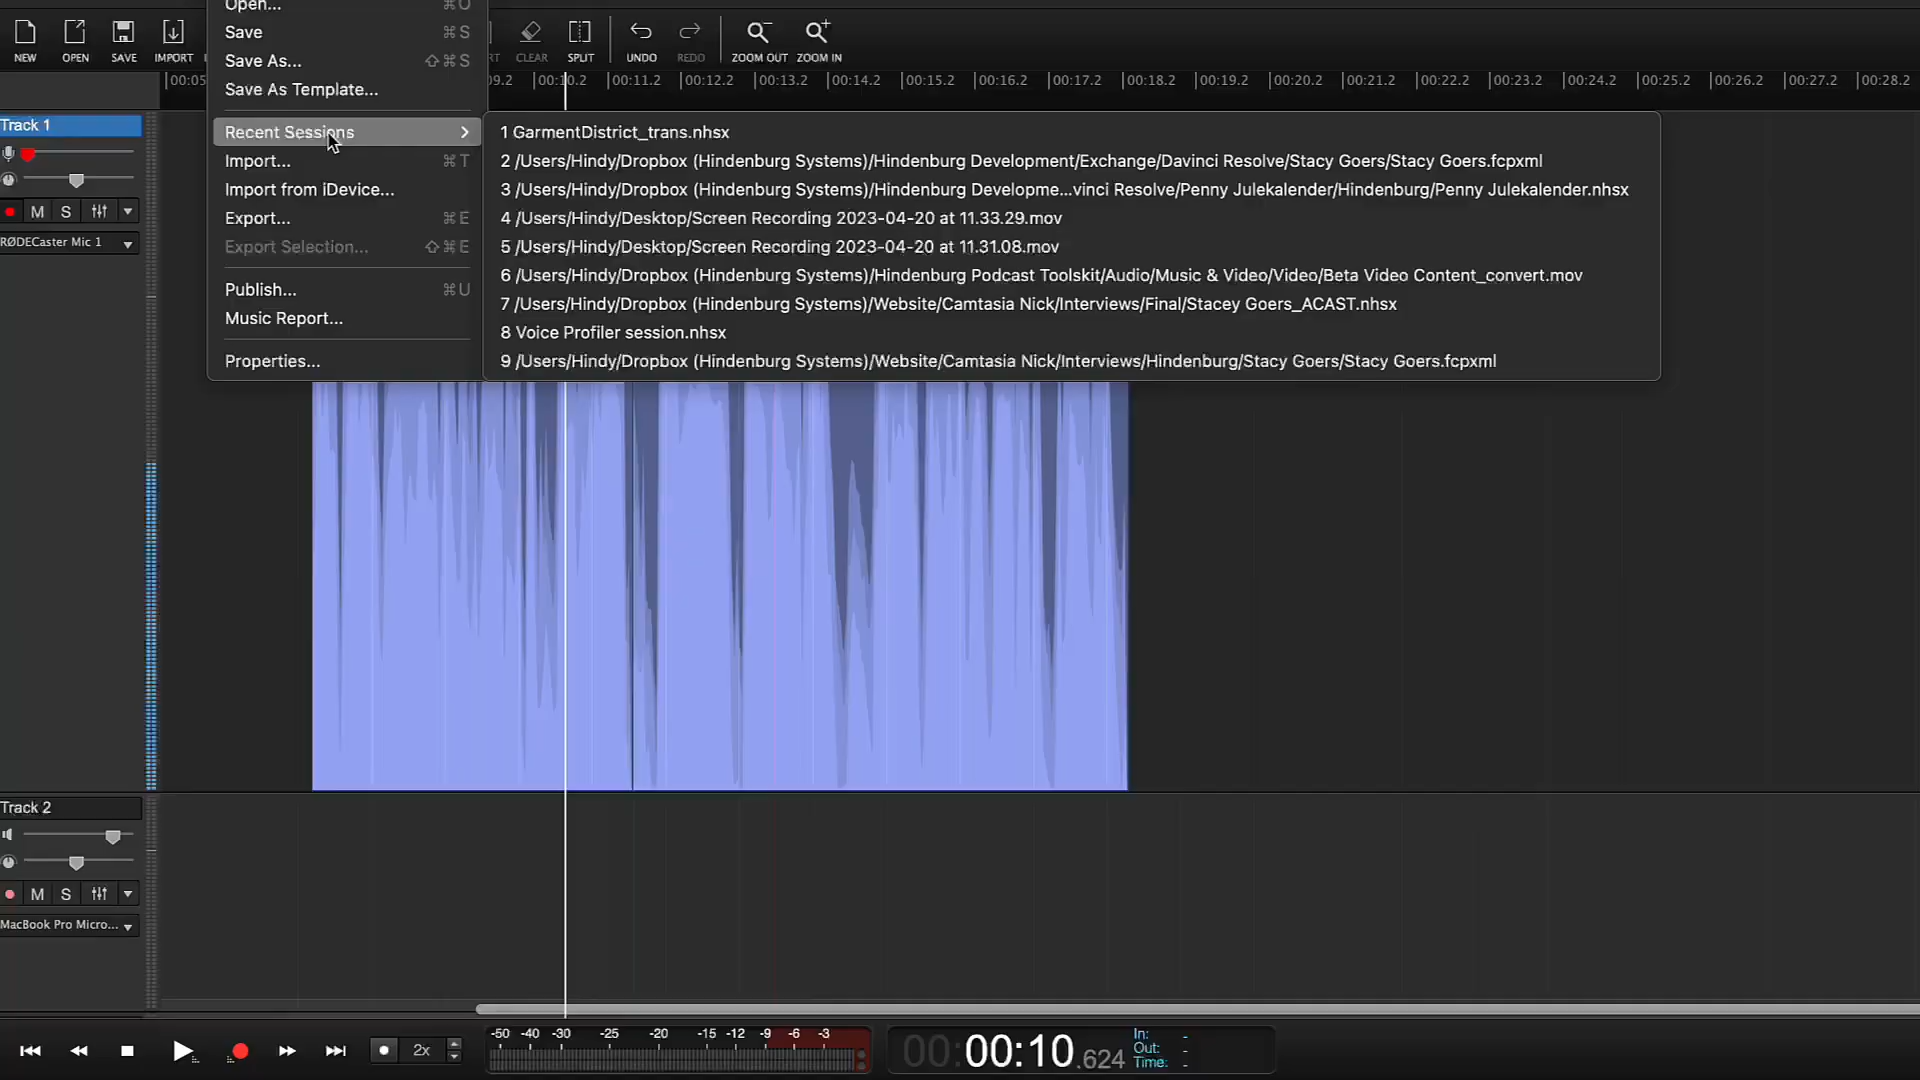 Open... ⌘O
Save ⌘S
Save As... ⇧⌘S
Save As Template...
Recent Sessions >
Import... ⌘T
Import from iDevice...
Export... ⌘E
Export Selection... ⇧⌘E
Publish... ⌘U
Music Report...
Properties...
NEW OPEN SAVE IMPORT CLEAR SPLIT UNDO REDO ZOOM OUT ZOOM IN
00:10.2 00:11.2 00:12.2 00:13.2 00:14.2 00:15.2 00:16.2 00:17.2 00:18.2 00:19.2 00:20.2 00:21.2 00:22.2 00:23.2 00:24.2 00:25.2 00:26.2 00:27.2 00:28.2
1 GarmentDistrict_trans.nhsx
2 /Users/Hindy/Dropbox (Hindenburg Systems)/Hindenburg Development/Exchange/Davinci Resolve/Stacy Goers/Stacy Goers.fcpxml
3 /Users/Hindy/Dropbox (Hindenburg Systems)/Hindenburg Developme...vinci Resolve/Penny Julekalender/Hindenburg/Penny Julekalender.nhsx
4 /Users/Hindy/Desktop/Screen Recording 2023-04-20 at 11.33.29.mov
5 /Users/Hindy/Desktop/Screen Recording 2023-04-20 at 11.31.08.mov
6 /Users/Hindy/Dropbox (Hindenburg Systems)/Hindenburg Podcast Toolskit/Audio/Music & Video/Video/Beta Video Content_convert.mov
7 /Users/Hindy/Dropbox (Hindenburg Systems)/Website/Camtasia Nick/Interviews/Final/Stacey Goers_ACAST.nhsx
8 Voice Profiler session.nhsx
9 /Users/Hindy/Dropbox (Hindenburg Systems)/Website/Camtasia Nick/Interviews/Hindenburg/Stacy Goers/Stacy Goers.fcpxml
Track 1
M S
RØDECaster Mic 1
Track 2
M S
MacBook Pro Micro...
2x
-50 -40 -30 -25 -20 -15 -12 -9 -6 -3
00:00:10.624
In: -
Out: -
Time: -